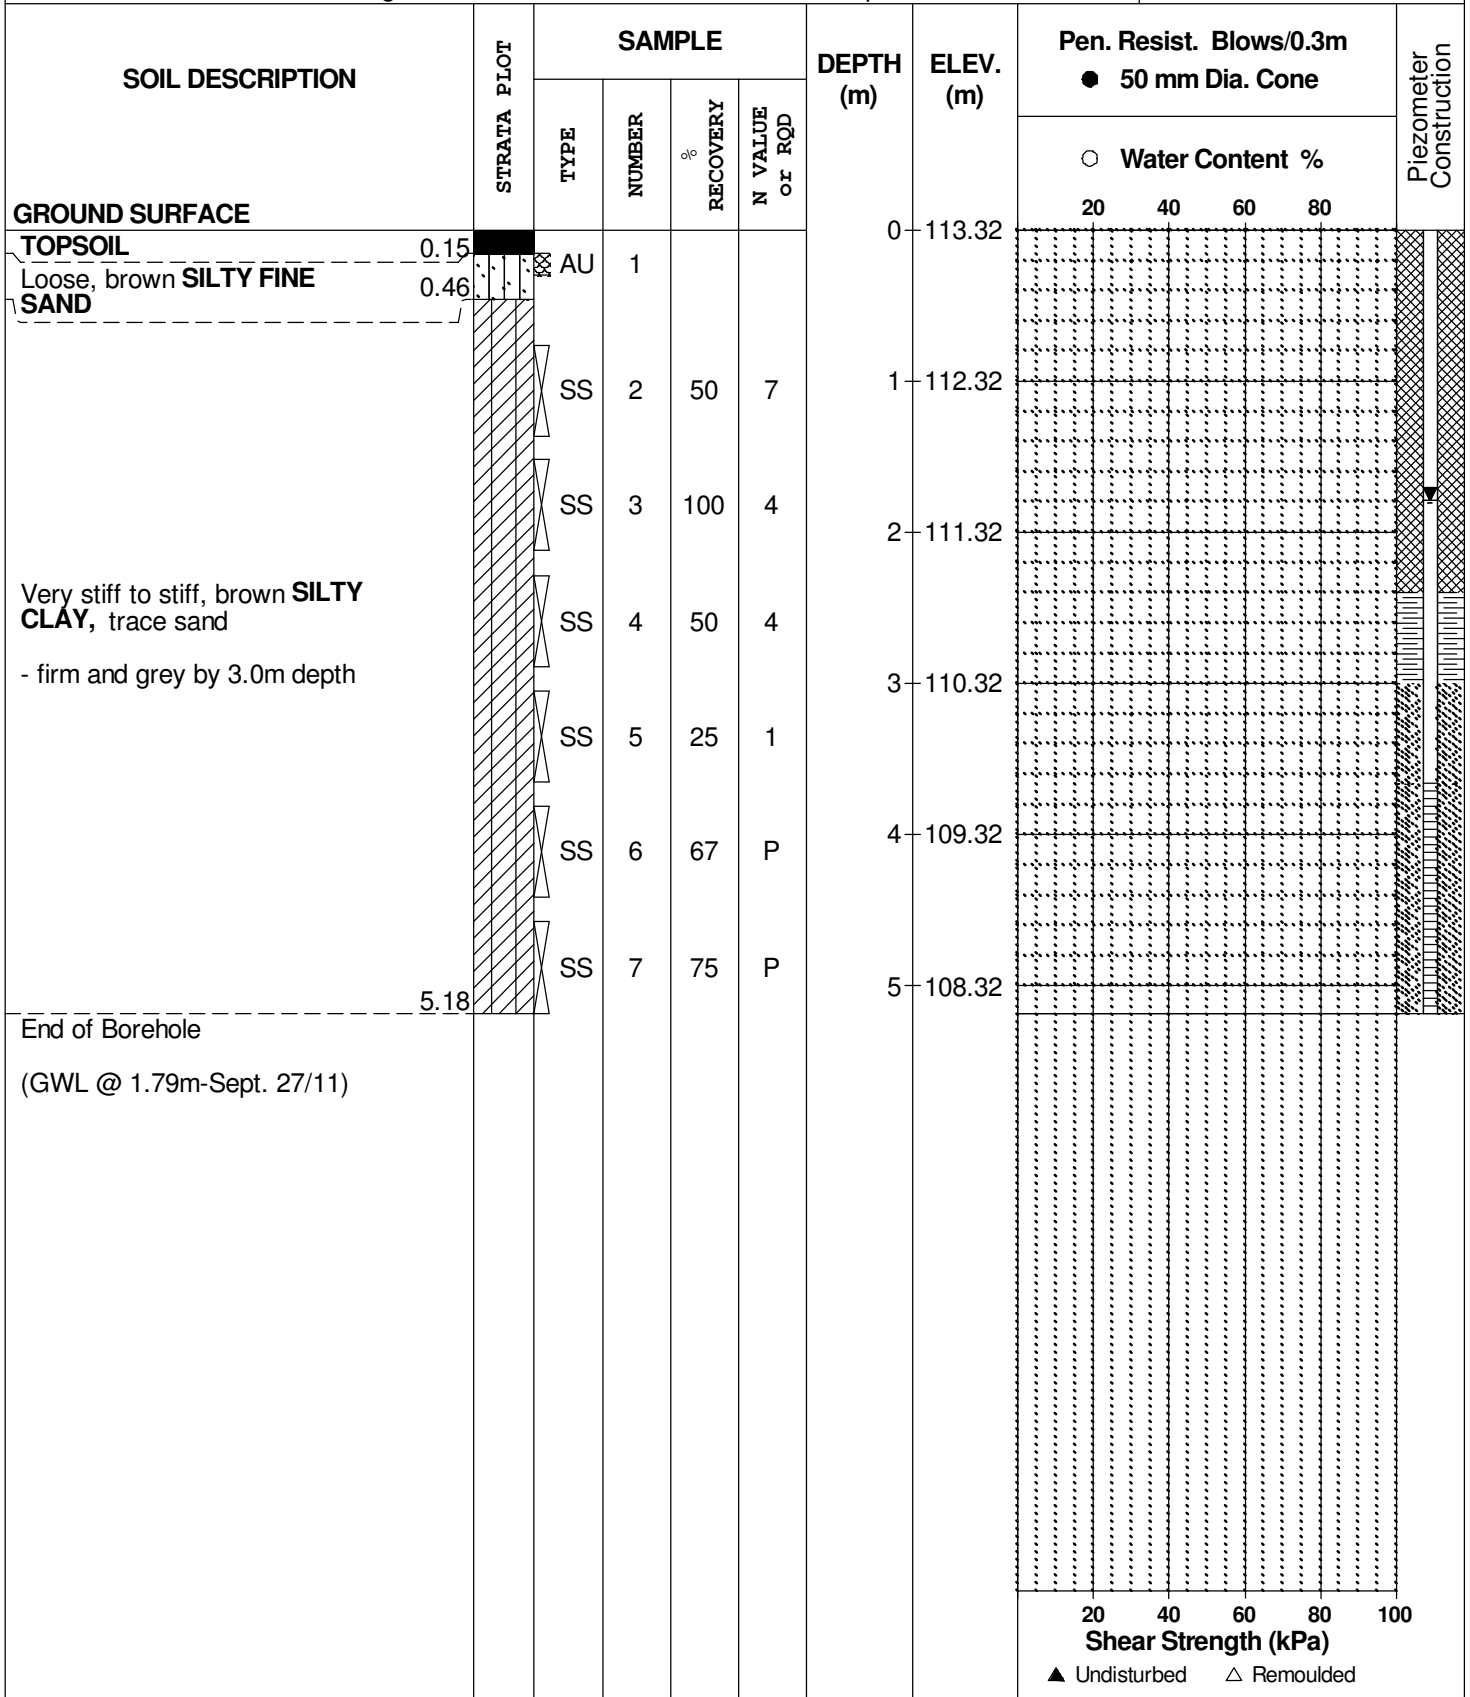 SOIL DESCRIPTION
STRATA PLOT
SAMPLE
TYPE
NUMBER
% RECOVERY
N VALUE or RQD
DEPTH (m)
ELEV. (m)
Pen. Resist. Blows/0.3m
● 50 mm Dia. Cone
○ Water Content %
Piezometer Construction
20 40 60 80
GROUND SURFACE
0 113.32
TOPSOIL 0.15
AU 1
Loose, brown SILTY FINE
SAND 0.46
SS 2 50 7
1 112.32
SS 3 100 4
2 111.32
Very stiff to stiff, brown SILTY
CLAY, trace sand
SS 4 50 4
- firm and grey by 3.0m depth
3 110.32
SS 5 25 1
4 109.32
SS 6 67 P
SS 7 75 P
5 108.32
5.18
End of Borehole
(GWL @ 1.79m-Sept. 27/11)
20 40 60 80 100
Shear Strength (kPa)
▲ Undisturbed △ Remoulded